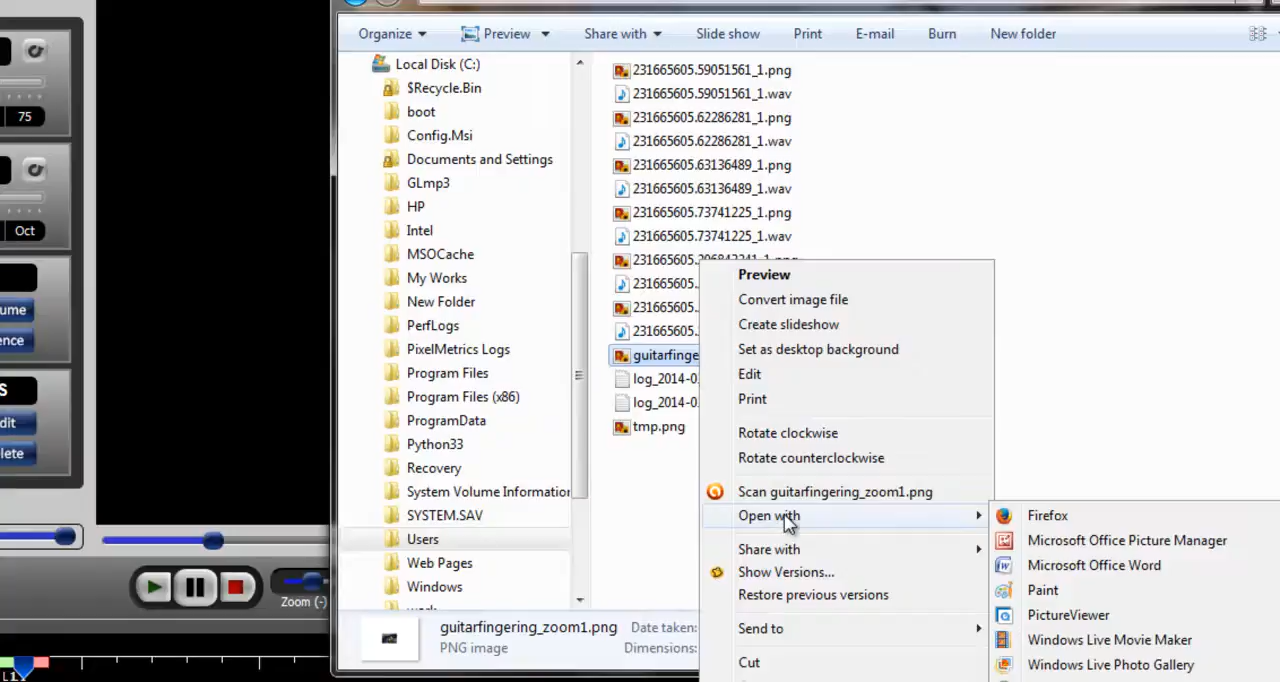 Organize
Preview
Share with
Slide show
Print
E-mail
Burn
New folder
75
Oct
Zoom (-)
Local Disk (C:)
$Recycle.Bin
boot
Config.Msi
Documents and Settings
GLmp3
HP
Intel
MSOCache
My Works
New Folder
PerfLogs
PixelMetrics Logs
Program Files
Program Files (x86)
ProgramData
Python33
Recovery
System Volume Information
SYSTEM.SAV
Users
Web Pages
Windows
231665605.59051561_1.png
231665605.59051561_1.wav
231665605.62286281_1.png
231665605.62286281_1.wav
231665605.63136489_1.png
231665605.63136489_1.wav
231665605.73741225_1.png
231665605.73741225_1.wav
231665605.
231665605.
231665605.
guitarfinge
log_2014-0
log_2014-0
tmp.png
Preview
Convert image file
Create slideshow
Set as desktop background
Edit
Print
Rotate clockwise
Rotate counterclockwise
Scan guitarfingering_zoom1.png
Open with
Share with
Show Versions...
Restore previous versions
Send to
Cut
Firefox
Microsoft Office Picture Manager
Microsoft Office Word
Paint
PictureViewer
Windows Live Movie Maker
Windows Live Photo Gallery
guitarfingering_zoom1.png
Date taken:
PNG image
Dimensions: